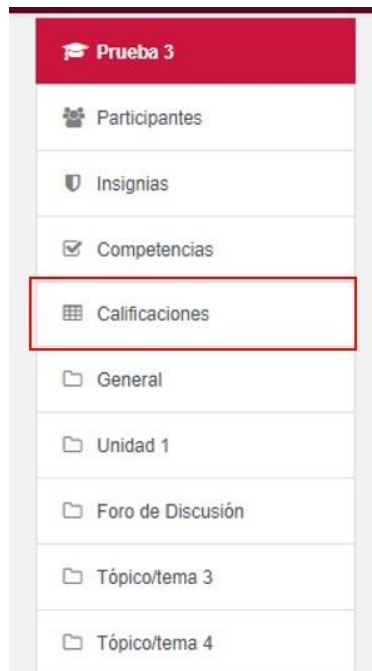 Prueba 3
Participantes
Insignias
Competencias
Calificaciones
General
Unidad 1
Foro de Discusión
Tópico/tema 3
Tópico/tema 4